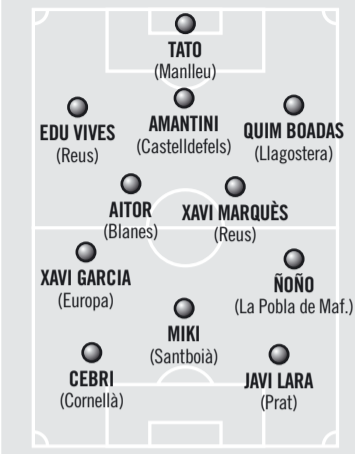 TATO
(Manlleu)
EDU VIVES
(Reus)
AMANTINI
(Castelldefels)
QUIM BOADAS
(Llagostera)
AITOR
(Blanes)
XAVI MARQUÈS
(Reus)
XAVI GARCIA
(Europa)
ÑOÑO
(La Pobla de Maf.)
MIKI
(Santboià)
CEBRI
(Cornellà)
JAVI LARA
(Prat)